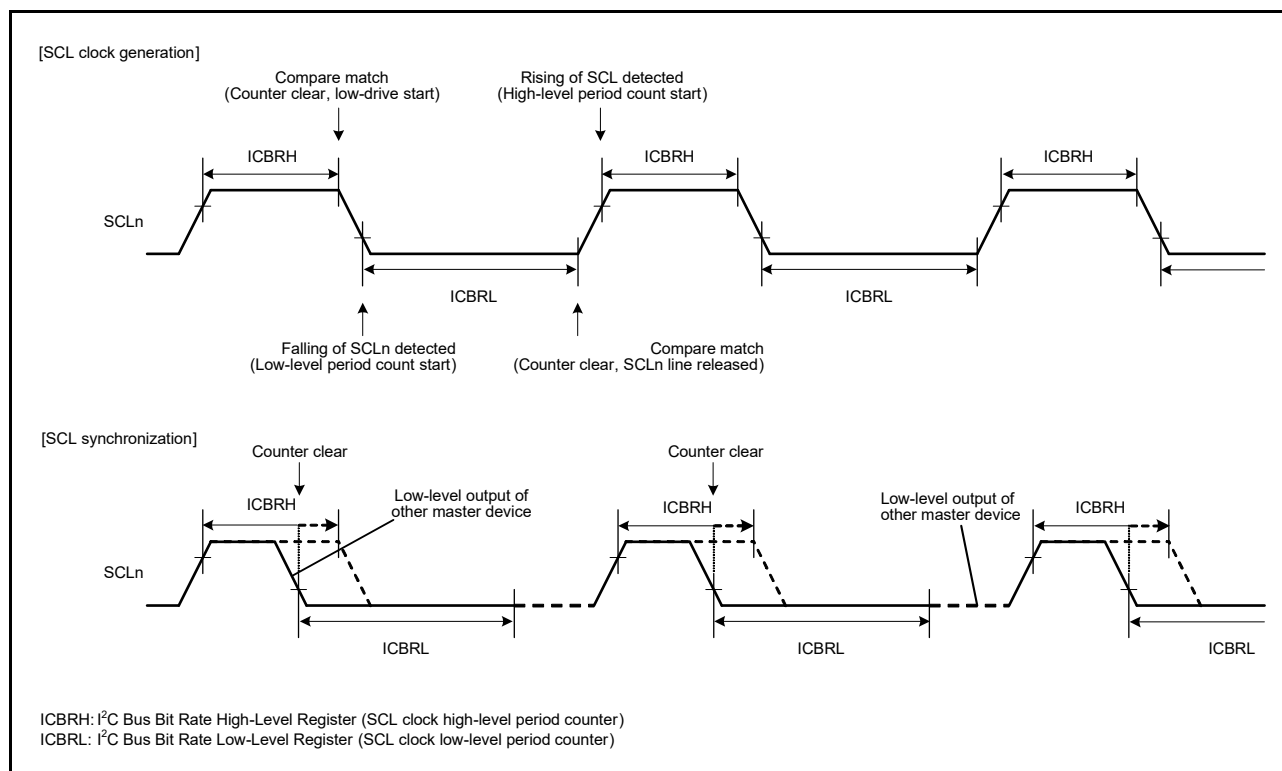 [SCL clock generation]
Compare match
(Counter clear, low-drive start)
Rising of SCL detected
(High-level period count start)
ICBRH
ICBRH
ICBRH
SCLn
ICBRL
ICBRL
Falling of SCLn detected
(Low-level period count start)
Compare match
(Counter clear, SCLn line released)
[SCL synchronization]
Counter clear
Counter clear
ICBRH
Low-level output of
other master device
ICBRH
Low-level output of
other master device
ICBRH
SCLn
ICBRL
ICBRL
ICBRL
ICBRH: I²C Bus Bit Rate High-Level Register (SCL clock high-level period counter)
ICBRL: I²C Bus Bit Rate Low-Level Register (SCL clock low-level period counter)